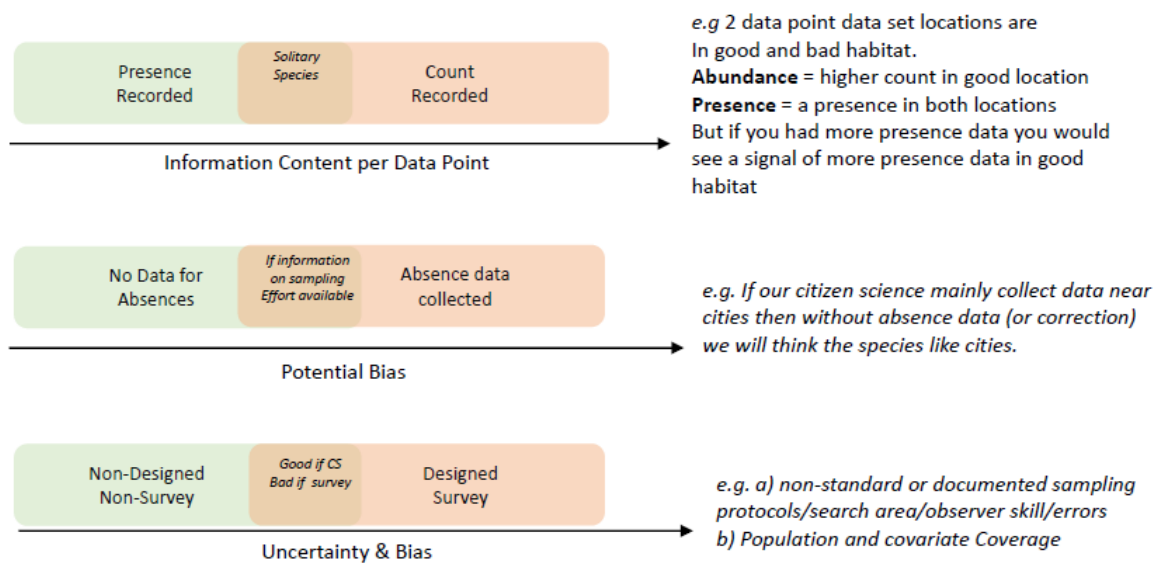 Presence
Recorded
Solitary
Species
Count
Recorded
Information Content per Data Point
e.g 2 data point data set locations are
In good and bad habitat.
Abundance = higher count in good location
Presence = a presence in both locations
But if you had more presence data you would
see a signal of more presence data in good
habitat
No Data for
Absences
If information
on sampling
Effort available
Absence data
collected
Potential Bias
e.g. If our citizen science mainly collect data near
cities then without absence data (or correction)
we will think the species like cities.
Non-Designed
Non-Survey
Good if CS
Bad if survey
Designed
Survey
Uncertainty & Bias
e.g. a) non-standard or documented sampling
protocols/search area/observer skill/errors
b) Population and covariate Coverage